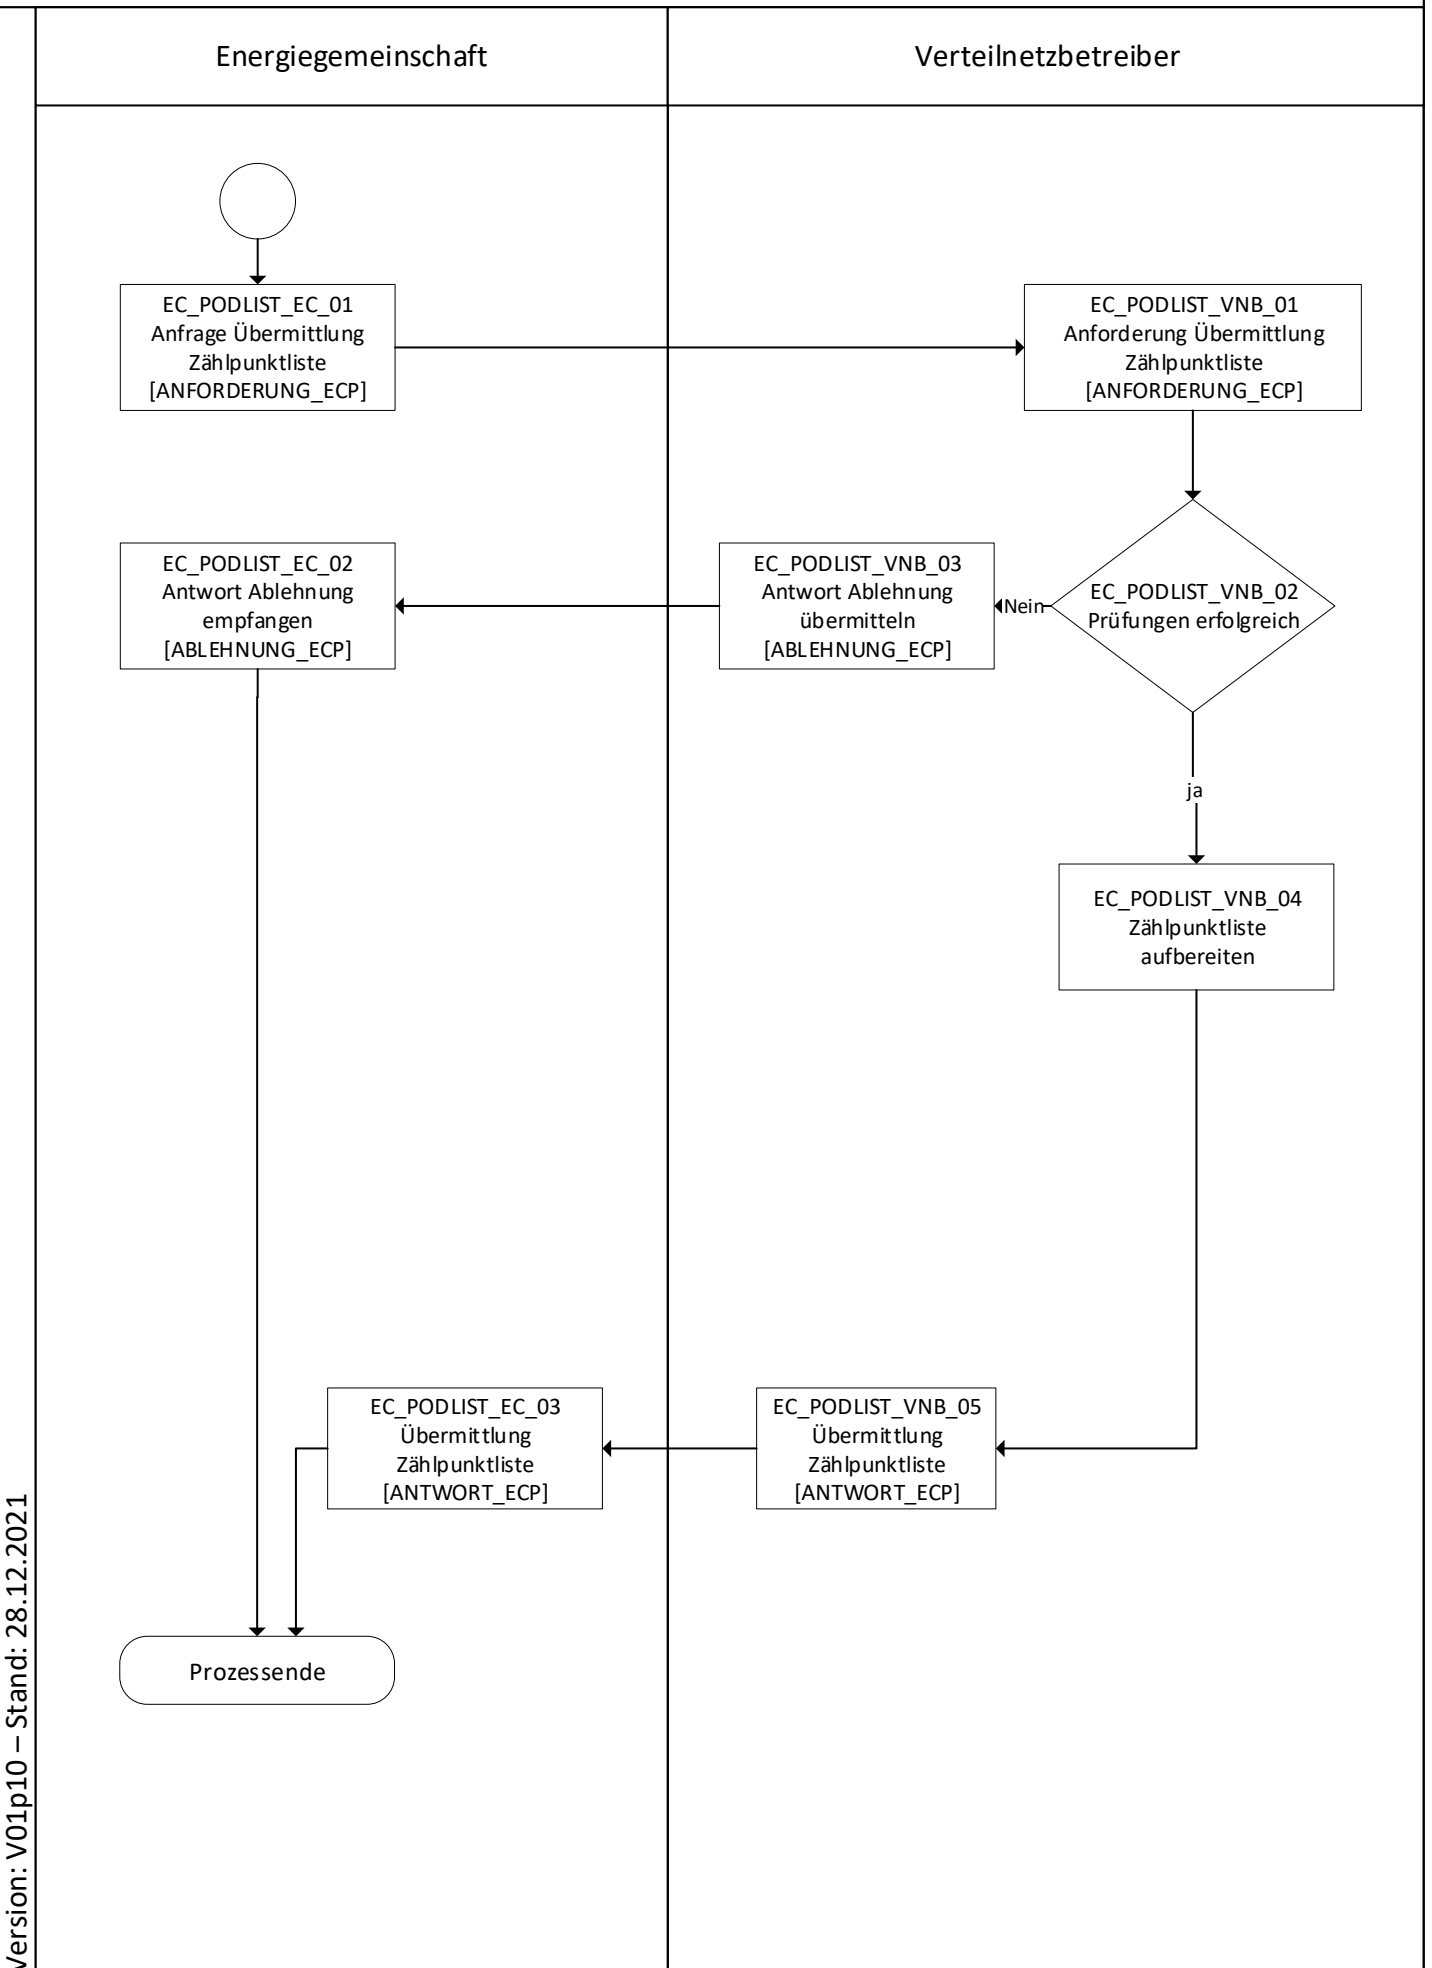 Energiegemeinschaft
Verteilnetzbetreiber
EC_PODLIST_EC_01
Anfrage Übermittlung
Zählpunktliste
[ANFORDERUNG_ECP]
EC_PODLIST_VNB_01
Anforderung Übermittlung
Zählpunktliste
[ANFORDERUNG_ECP]
EC_PODLIST_EC_02
Antwort Ablehnung
empfangen
[ABLEHNUNG_ECP]
EC_PODLIST_VNB_03
Antwort Ablehnung
übermitteln
[ABLEHNUNG_ECP]
Nein
EC_PODLIST_VNB_02
Prüfungen erfolgreich
ja
EC_PODLIST_VNB_04
Zählpunktliste
aufbereiten
EC_PODLIST_EC_03
Übermittlung
Zählpunktliste
[ANTWORT_ECP]
EC_PODLIST_VNB_05
Übermittlung
Zählpunktliste
[ANTWORT_ECP]
Prozessende
Version: V01p10 – Stand: 28.12.2021